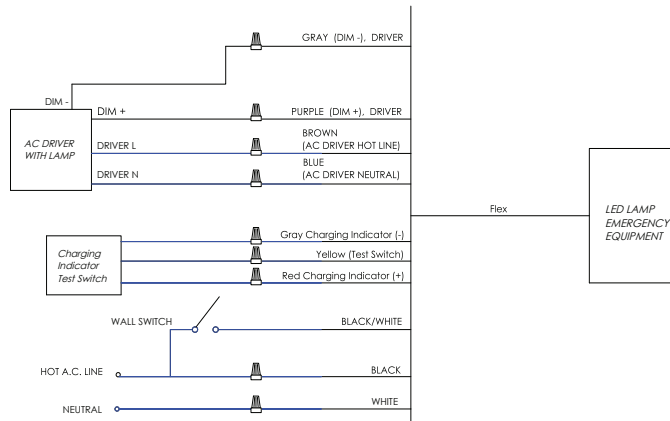 GRAY (DIM -), DRIVER
DIM -
DIM +
PURPLE (DIM +), DRIVER
AC DRIVER
WITH LAMP
DRIVER L
BROWN
(AC DRIVER HOT LINE)
BLUE
DRIVER N
(AC DRIVER NEUTRAL)
Flex
LED LAMP
EMERGENCY
EQUIPMENT
Charging
Indicator
Test Switch
Gray Charging Indicator (-)
Yellow (Test Switch)
Red Charging Indicator (+)
WALL SWITCH
BLACK/WHITE
HOT A.C. LINE
BLACK
NEUTRAL
WHITE